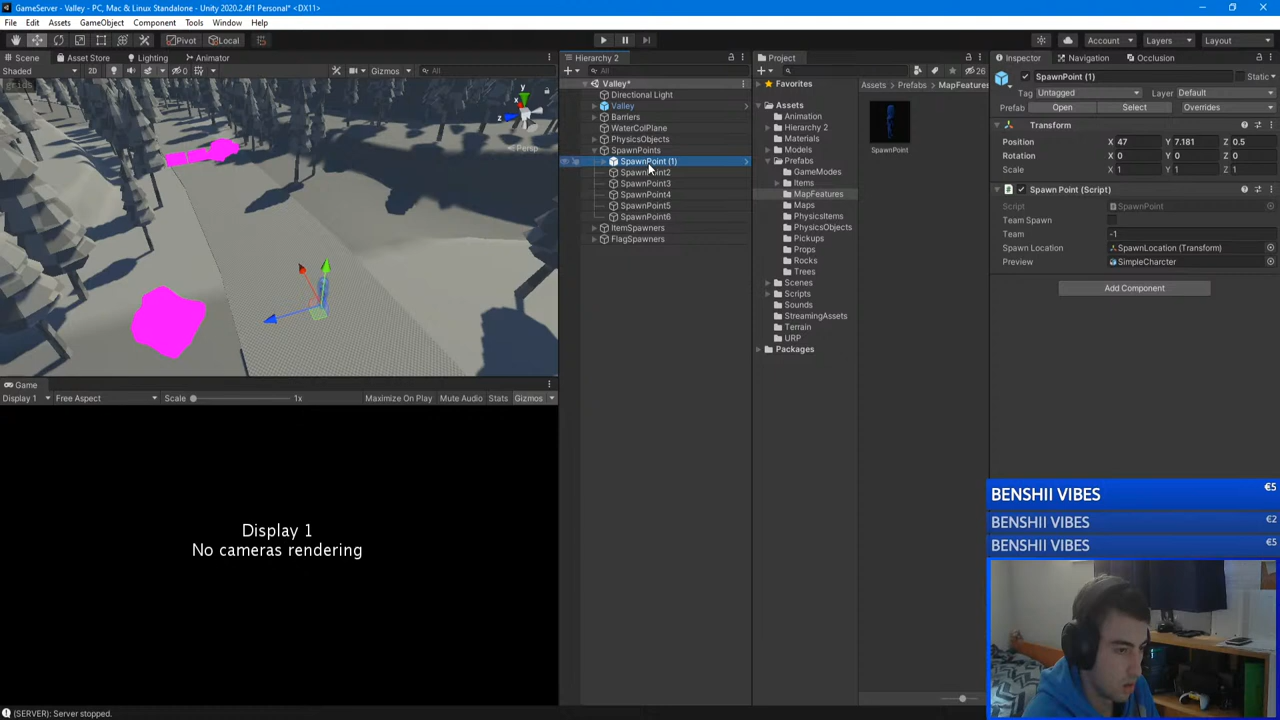 GameServer - Valley - PC, Mac & Linux Standalone - Unity 2020.2.4f1 Personal* <DX11>
File Edit Assets GameObject Component Tools Window Help
Pivot Local Account Layers Layout
Scene Asset Store Lighting Animator
Shaded 2D 0 Gizmos All
grids
y x z
Persp
Game
Display 1 Free Aspect Scale 1x Maximize On Play Mute Audio Stats Gizmos
Display 1
No cameras rendering
(SERVER): Server stopped.
Hierarchy 2
All
Valley*
Directional Light
Valley
Barriers
WaterColPlane
PhysicsObjects
SpawnPoints
SpawnPoint (1)
SpawnPoint2
SpawnPoint3
SpawnPoint4
SpawnPoint5
SpawnPoint6
ItemSpawners
FlagSpawners
Project
26
Favorites
Assets
Animation
Hierarchy 2
Materials
Models
Prefabs
GameModes
Items
MapFeatures
Maps
PhysicsItems
PhysicsObjects
Pickups
Props
Rocks
Trees
Scenes
Scripts
Sounds
StreamingAssets
Terrain
URP
Packages
Assets Prefabs MapFeatures
SpawnPoint
Inspector Navigation Occlusion
SpawnPoint (1) Static
Tag Untagged Layer Default
Prefab Open Select Overrides
Transform
Position X 47 Y 7.181 Z 0.5
Rotation X 0 Y 0 Z 0
Scale X 1 Y 1 Z 1
Spawn Point (Script)
Script SpawnPoint
Team Spawn
Team -1
Spawn Location SpawnLocation (Transform)
Preview SimpleCharcter
Add Component
BENSHII VIBES €5
BENSHII VIBES €2
BENSHII VIBES €5